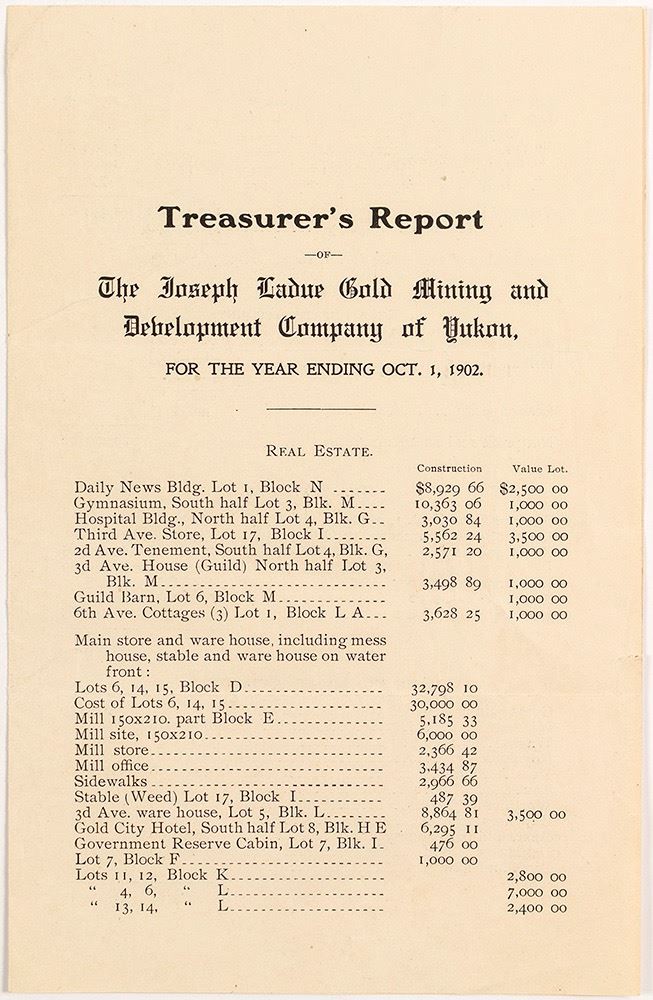 Treasurer's Report
—OF—
The Joseph Ladue Gold Mining and
Development Company of Yukon,
FOR THE YEAR ENDING OCT. 1, 1902.
REAL ESTATE.
Construction Value Lot.
Daily News Bldg. Lot 1, Block N ------- $8,929 66 $2,500 00
Gymnasium, South half Lot 3, Blk. M---- 10,363 06 1,000 00
Hospital Bldg., North half Lot 4, Blk. G-- 3,030 84 1,000 00
Third Ave. Store, Lot 17, Block I-------- 5,562 24 3,500 00
2d Ave. Tenement, South half Lot 4, Blk. G, 2,571 20 1,000 00
3d Ave. House (Guild) North half Lot 3,
Blk. M----------------------------- 3,498 89 1,000 00
Guild Barn, Lot 6, Block M-------------- 1,000 00
6th Ave. Cottages (3) Lot 1, Block L A--- 3,628 25 1,000 00
Main store and ware house, including mess
house, stable and ware house on water
front :
Lots 6, 14, 15, Block D------------------ 32,798 10
Cost of Lots 6, 14, 15-------------------- 30,000 00
Mill 150x210. part Block E-------------- 5,185 33
Mill site, 150x210----------------------- 6,000 00
Mill store------------------------------ 2,366 42
Mill office------------------------------ 3,434 87
Sidewalks ------------------------------ 2,966 66
Stable (Weed) Lot 17, Block I----------- 487 39
3d Ave. ware house, Lot 5, Blk. L-------- 8,864 81 3,500 00
Gold City Hotel, South half Lot 8, Blk. H E 6,295 11
Government Reserve Cabin, Lot 7, Blk. I- 476 00
Lot 7, Block F-------------------------- 1,000 00
Lots 11, 12, Block K-------------------- 2,800 00
" 4, 6, " L-------------------- 7,000 00
" 13, 14, " L-------------------- 2,400 00